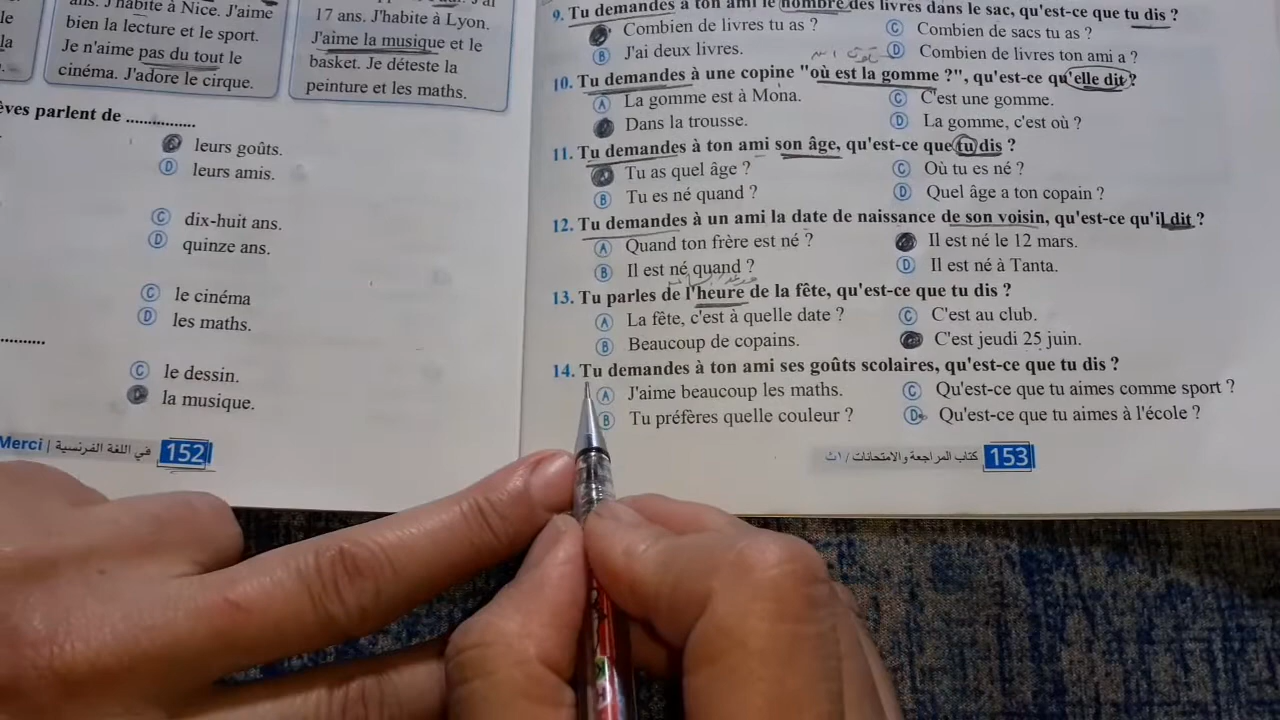 ans. J'habite à Nice. J'aime
bien la lecture et le sport.
Je n'aime pas du tout le
cinéma. J'adore le cirque.
17 ans. J'habite à Lyon.
J'aime la musique et le
basket. Je déteste la
peinture et les maths.
le
la
èves parlent de ...............
leurs goûts.
D leurs amis.
C dix-huit ans.
D quinze ans.
C le cinéma
D les maths.
C le dessin.
la musique.
Merci | في اللغة الفرنسية 152
9. Tu demandes à ton ami le nombre des livres dans le sac, qu'est-ce que tu dis ?
Combien de livres tu as ?
C Combien de sacs tu as ?
B J'ai deux livres.
D Combien de livres ton ami a ?
10. Tu demandes à une copine "où est la gomme ?", qu'est-ce qu'elle dit ?
A La gomme est à Mona.
C C'est une gomme.
Dans la trousse.
D La gomme, c'est où ?
11. Tu demandes à ton ami son âge, qu'est-ce que tu dis ?
Tu as quel âge ?
C Où tu es né ?
B Tu es né quand ?
D Quel âge a ton copain ?
12. Tu demandes à un ami la date de naissance de son voisin, qu'est-ce qu'il dit ?
A Quand ton frère est né ?
Il est né le 12 mars.
B Il est né quand ?
D Il est né à Tanta.
13. Tu parles de l'heure de la fête, qu'est-ce que tu dis ?
A La fête, c'est à quelle date ?
C C'est au club.
B Beaucoup de copains.
C'est jeudi 25 juin.
14. Tu demandes à ton ami ses goûts scolaires, qu'est-ce que tu dis ?
A J'aime beaucoup les maths.
C Qu'est-ce que tu aimes comme sport ?
B Tu préfères quelle couleur ?
D Qu'est-ce que tu aimes à l'école ?
كتاب المراجعة والامتحانات / ١ث 153